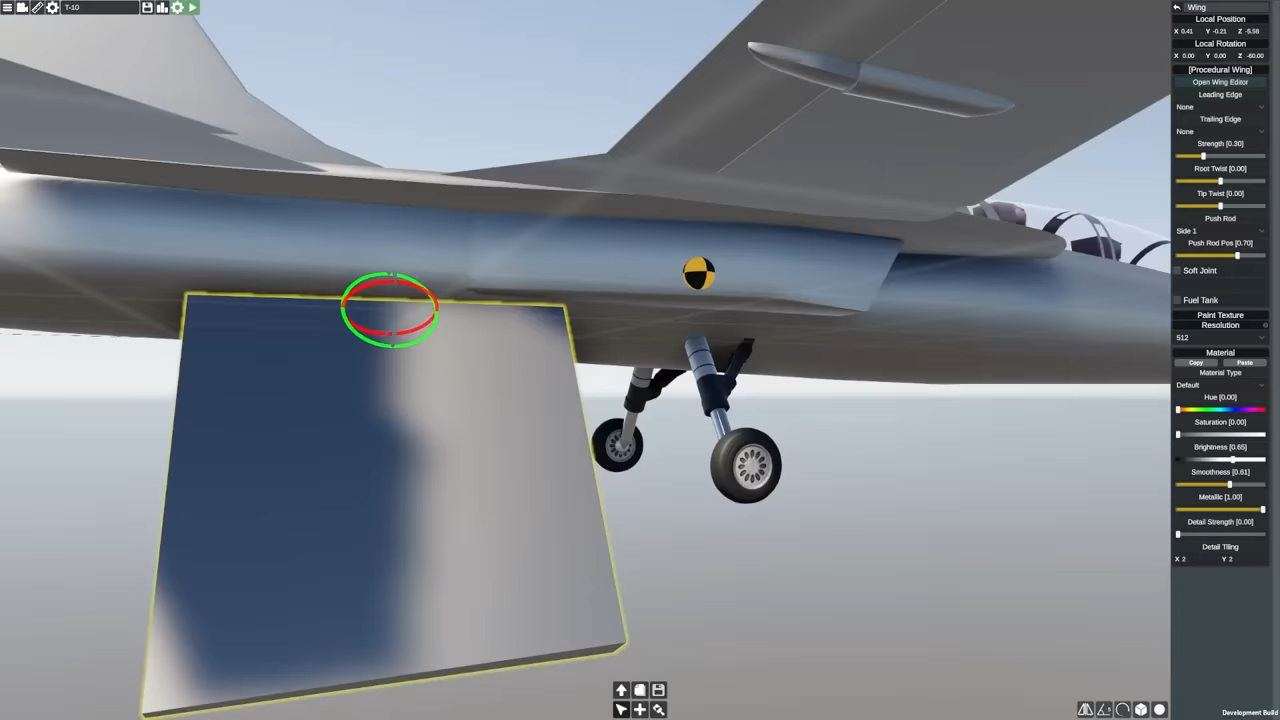 T-10
Wing
Local Position
X 0.41 Y -0.21 Z -5.58
Local Rotation
X 0.00 Y 0.00 Z -60.00
[Procedural Wing]
Open Wing Editor
Leading Edge
None
Trailing Edge
None
Strength [0.30]
Root Twist [0.00]
Tip Twist [0.00]
Push Rod
Side 1
Push Rod Pos [0.70]
Soft Joint
Fuel Tank
Paint Texture
Resolution
512
Material
Copy Paste
Material Type
Default
Hue [0.00]
Saturation [0.00]
Brightness [0.65]
Smoothness [0.61]
Metallic [1.00]
Detail Strength [0.00]
Detail Tiling
X 2 Y 2
Development Build